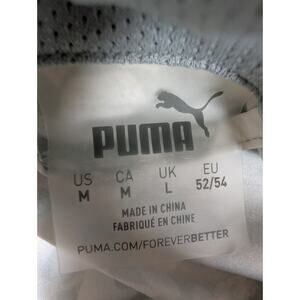 PUMA
US CA UK EU
M M L 52/54
MADE IN CHINA
FABRIQUÉ EN CHINE
PUMA.COM/FOREVERBETTER